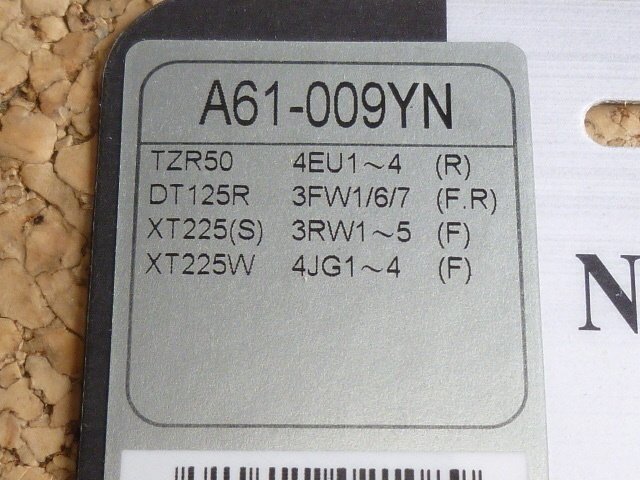 A61-009YN
TZR50 4EU1～4 (R)
DT125R 3FW1/6/7 (F.R)
XT225(S) 3RW1～5 (F)
XT225W 4JG1～4 (F)
N